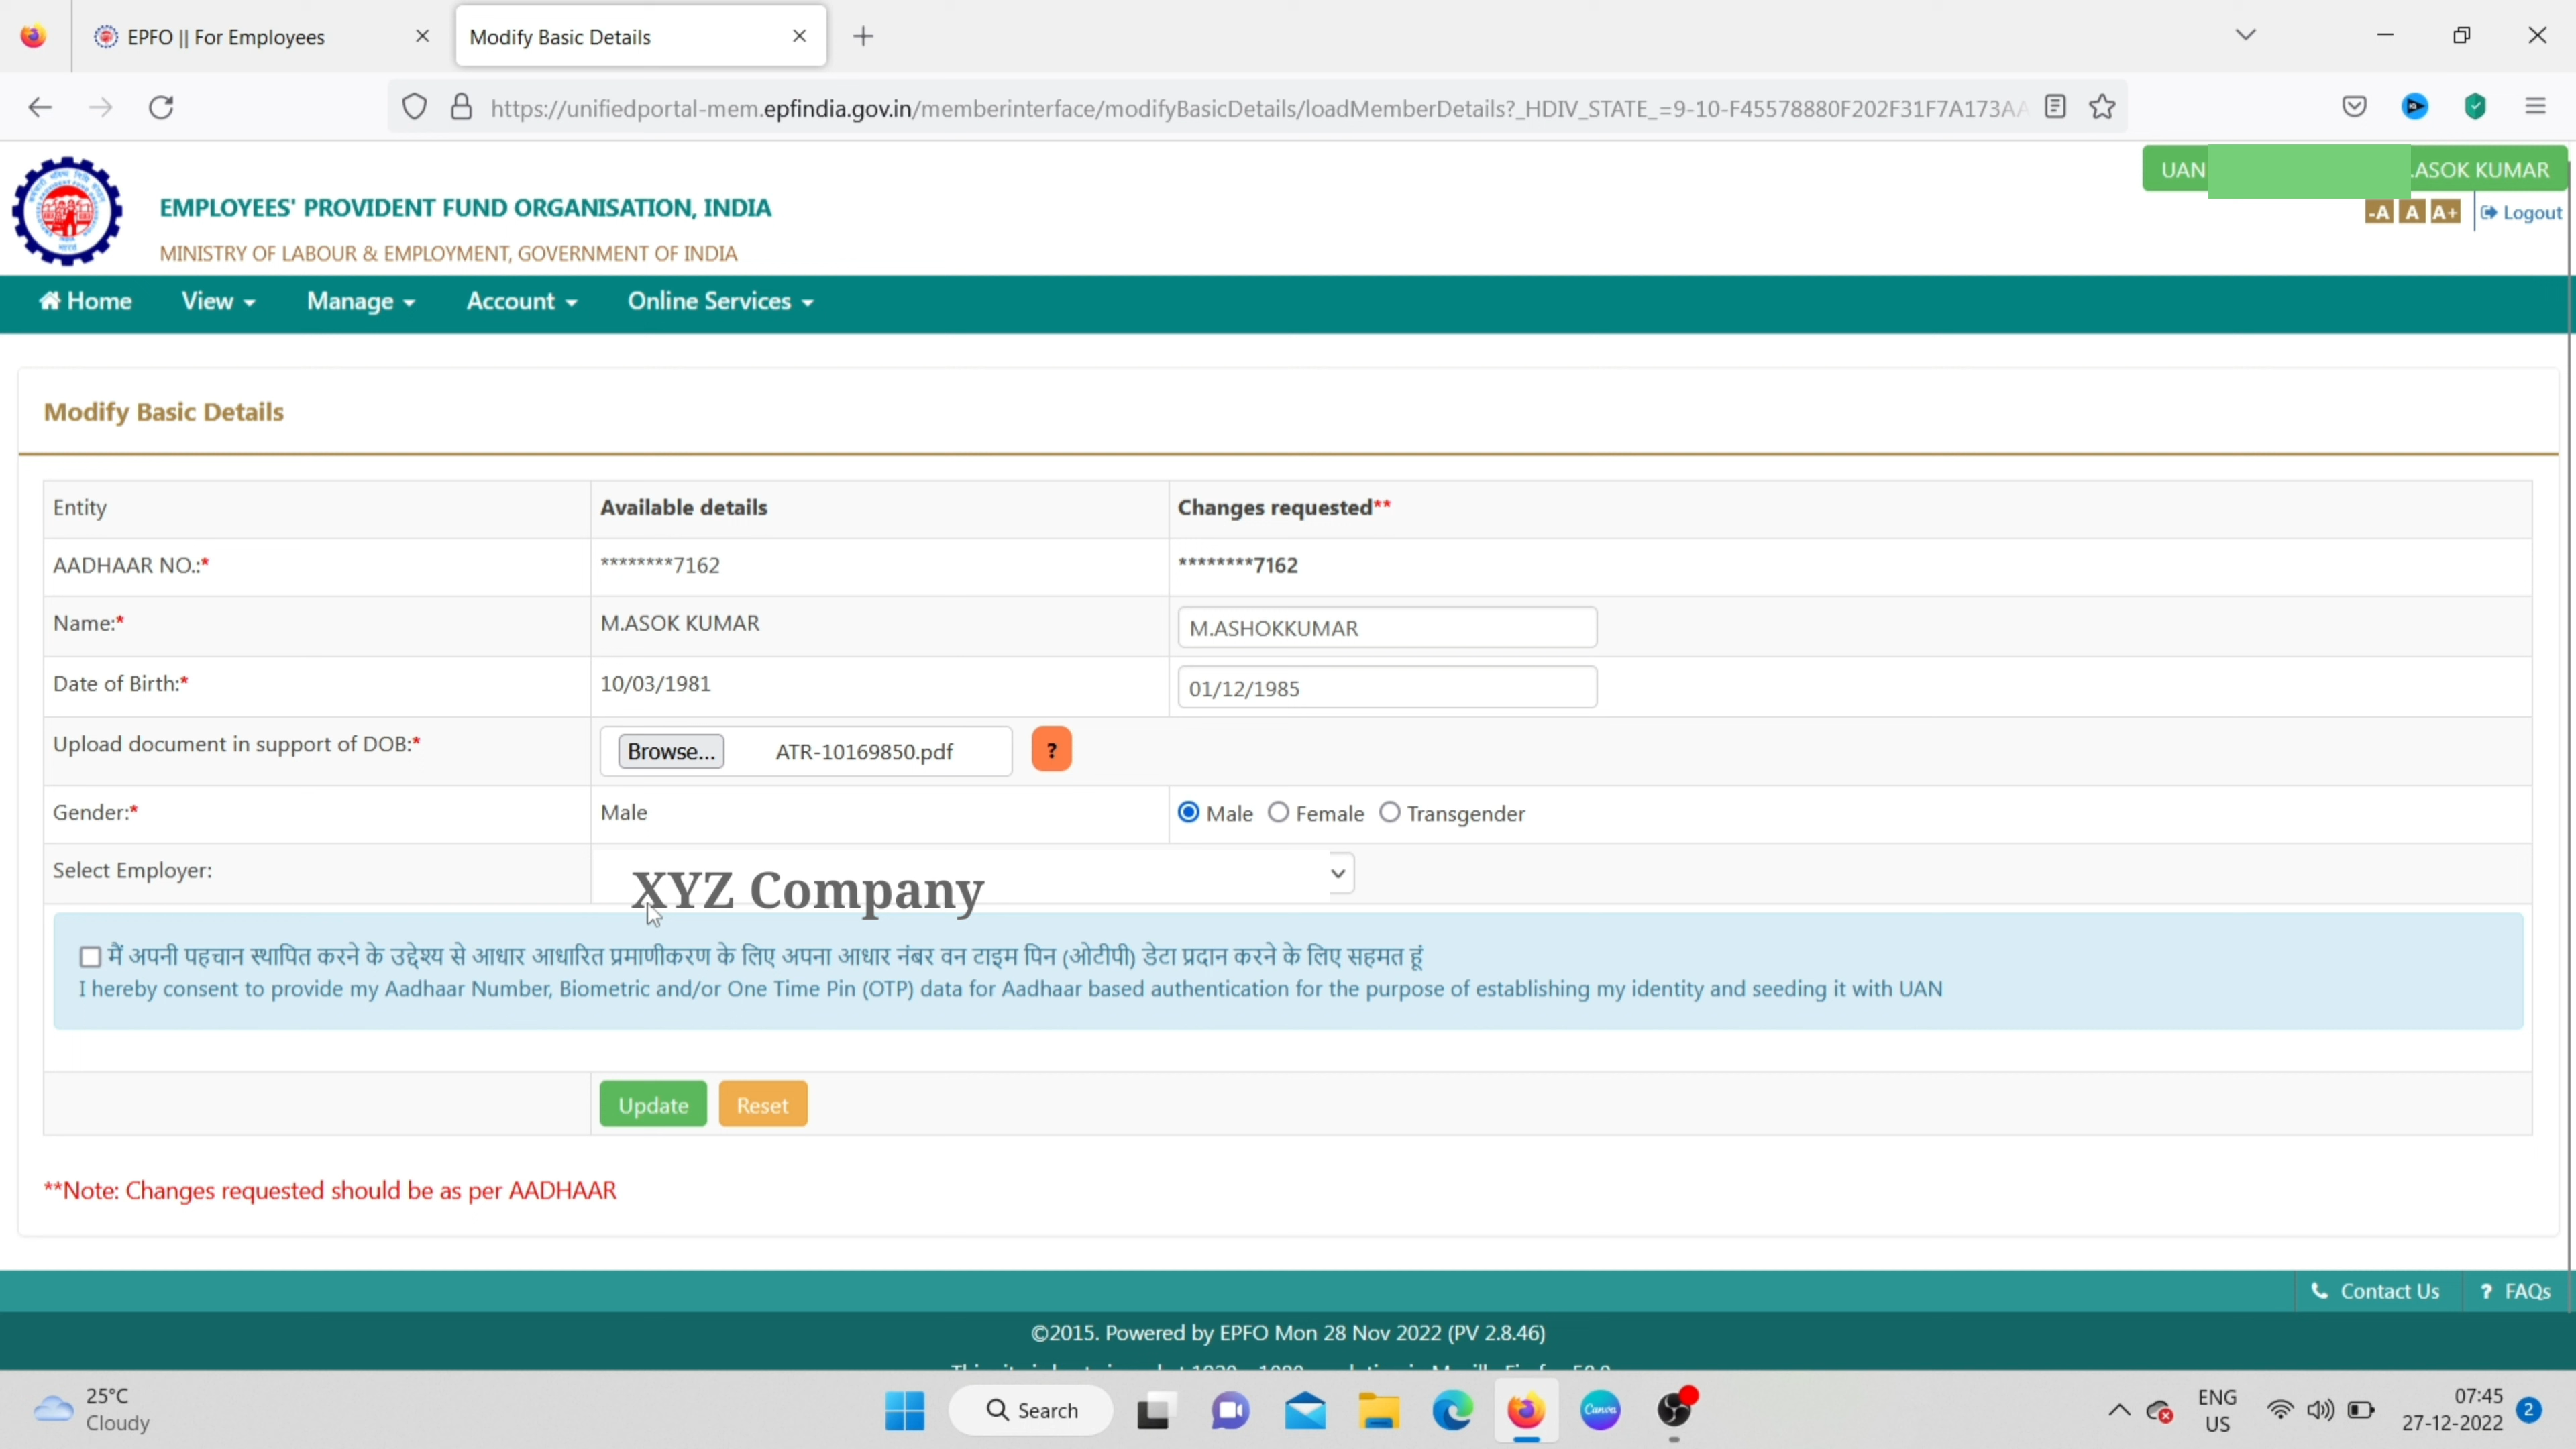 EPFO || For Employees
Modify Basic Details
https://unifiedportal-mem.epfindia.gov.in/memberinterface/modifyBasicDetails/loadMemberDetails?_HDIV_STATE_=9-10-F45578880F202F31F7A173AA
UAN .ASOK KUMAR
EMPLOYEES' PROVIDENT FUND ORGANISATION, INDIA
-A A A+ Logout
MINISTRY OF LABOUR & EMPLOYMENT, GOVERNMENT OF INDIA
Home View Manage Account Online Services
Modify Basic Details
Entity Available details Changes requested**
AADHAAR NO.:* ********7162 ********7162
Name:* M.ASOK KUMAR M.ASHOKKUMAR
Date of Birth:* 10/03/1981 01/12/1985
Upload document in support of DOB:* Browse... ATR-10169850.pdf ?
Gender:* Male Male Female Transgender
Select Employer: XYZ Company
मैं अपनी पहचान स्थापित करने के उद्देश्य से आधार आधारित प्रमाणीकरण के लिए अपना आधार नंबर वन टाइम पिन (ओटीपी) डेटा प्रदान करने के लिए सहमत हूं
I hereby consent to provide my Aadhaar Number, Biometric and/or One Time Pin (OTP) data for Aadhaar based authentication for the purpose of establishing my identity and seeding it with UAN
Update Reset
**Note: Changes requested should be as per AADHAAR
Contact Us ? FAQs
©2015. Powered by EPFO Mon 28 Nov 2022 (PV 2.8.46)
25°C
Cloudy
Search
Canva
ENG
US
07:45
27-12-2022
2